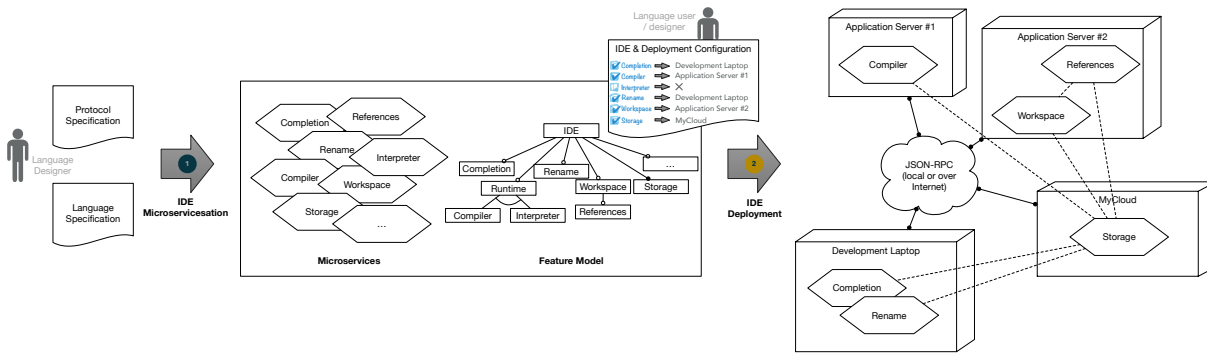 Protocol
Specification
Language
Designer
Language
Specification
1
IDE
Microservicesation
Completion
References
Rename
Interpreter
Compiler
Workspace
Storage
...
Microservices
IDE
Completion
Rename
...
Runtime
Workspace
Storage
Compiler
Interpreter
References
Feature Model
Language user
/ designer
IDE & Deployment Configuration
Completion Development Laptop
Compiler Application Server #1
Interpreter
Rename Development Laptop
Workspace Application Server #2
Storage MyCloud
2
IDE
Deployment
Application Server #1
Compiler
Application Server #2
References
Workspace
JSON-RPC
(local or over
Internet)
MyCloud
Storage
Development Laptop
Completion
Rename